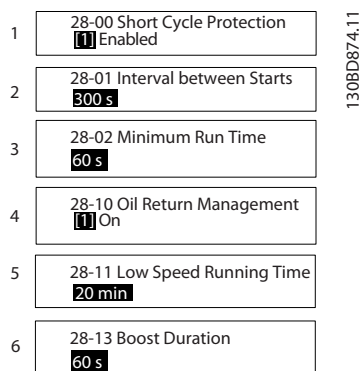 1
28-00 Short Cycle Protection
[1] Enabled
2
28-01 Interval between Starts
300 s
3
28-02 Minimum Run Time
60 s
4
28-10 Oil Return Management
[1] On
5
28-11 Low Speed Running Time
20 min
6
28-13 Boost Duration
60 s
130BD874.11